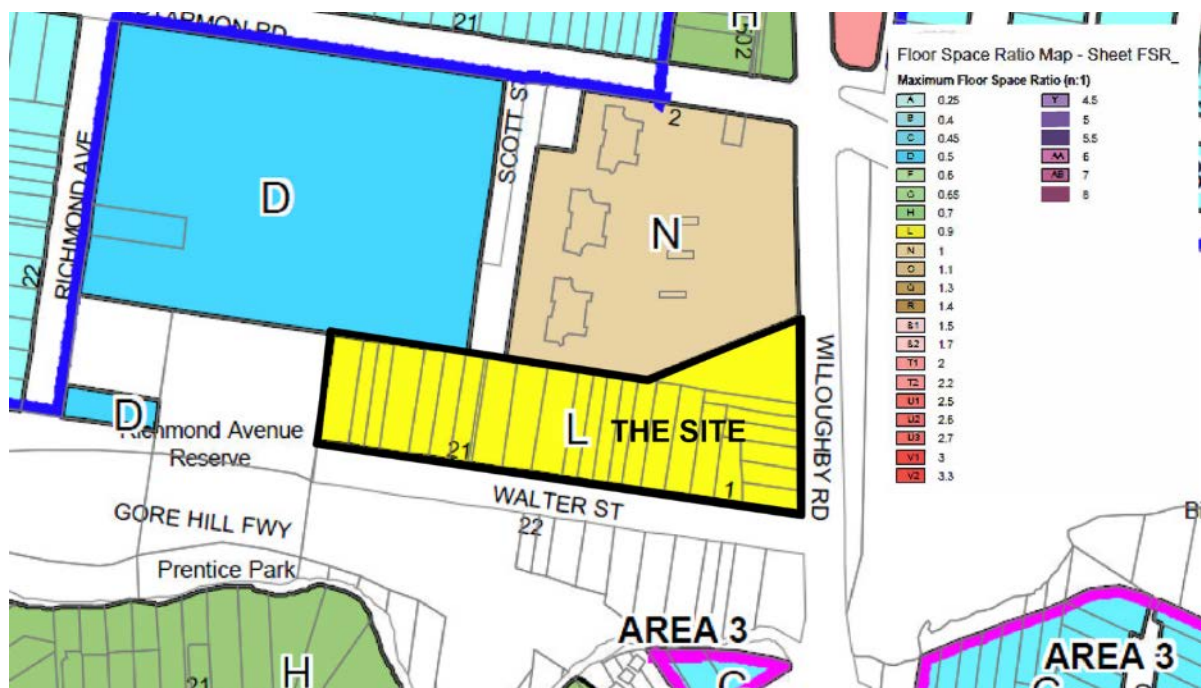 21
H
502
Floor Space Ratio Map - Sheet FSR_
Maximum Floor Space Ratio (n:1)
A 0.25
B 0.4
C 0.45
D 0.5
F 0.6
G 0.65
H 0.7
L 0.9
N 1
O 1.1
Q 1.3
R 1.4
S1 1.5
S2 1.7
T1 2
T2 2.2
U1 2.5
U2 2.6
U3 2.7
V1 3
V2 3.3
Y 4.5
5
5.5
AA 6
AB 7
8
SCOTT S
2
D
N
RICHMOND AVE
22
WILLOUGHBY RD
D
L THE SITE
21
1
Richmond Avenue
Reserve
WALTER ST
22
GORE HILL FWY
Prentice Park
AREA 3
AREA 3
H
21
C